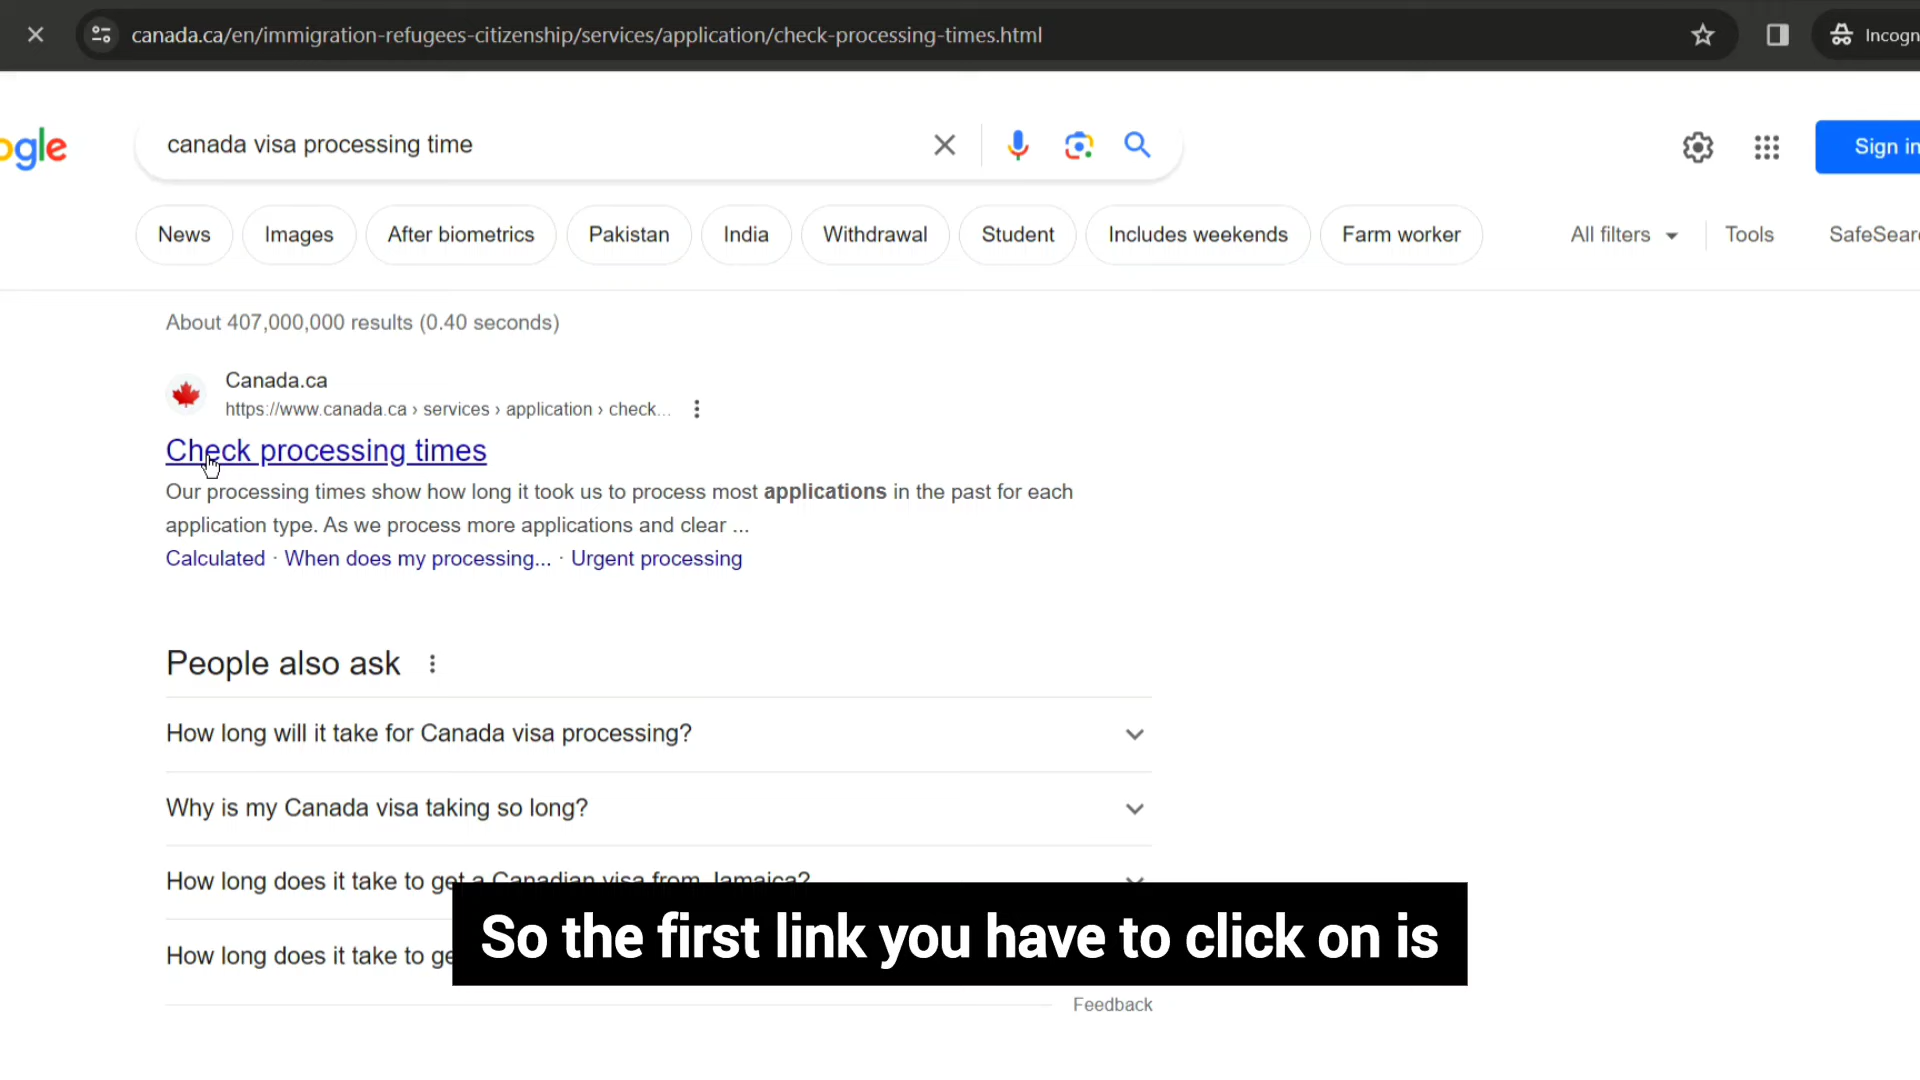 canada.ca/en/immigration-refugees-citizenship/services/application/check-processing-times.html
Incogn
ogle
canada visa processing time
Sign in
News
Images
After biometrics
Pakistan
India
Withdrawal
Student
Includes weekends
Farm worker
All filters
Tools
SafeSear
About 407,000,000 results (0.40 seconds)
Canada.ca
https://www.canada.ca › services › application › check...
Check processing times
Our processing times show how long it took us to process most applications in the past for each
application type. As we process more applications and clear ...
Calculated · When does my processing... · Urgent processing
People also ask
How long will it take for Canada visa processing?
Why is my Canada visa taking so long?
How long does it take to get a Canadian visa from Jamaica?
How long does it take to ge
So the first link you have to click on is
Feedback